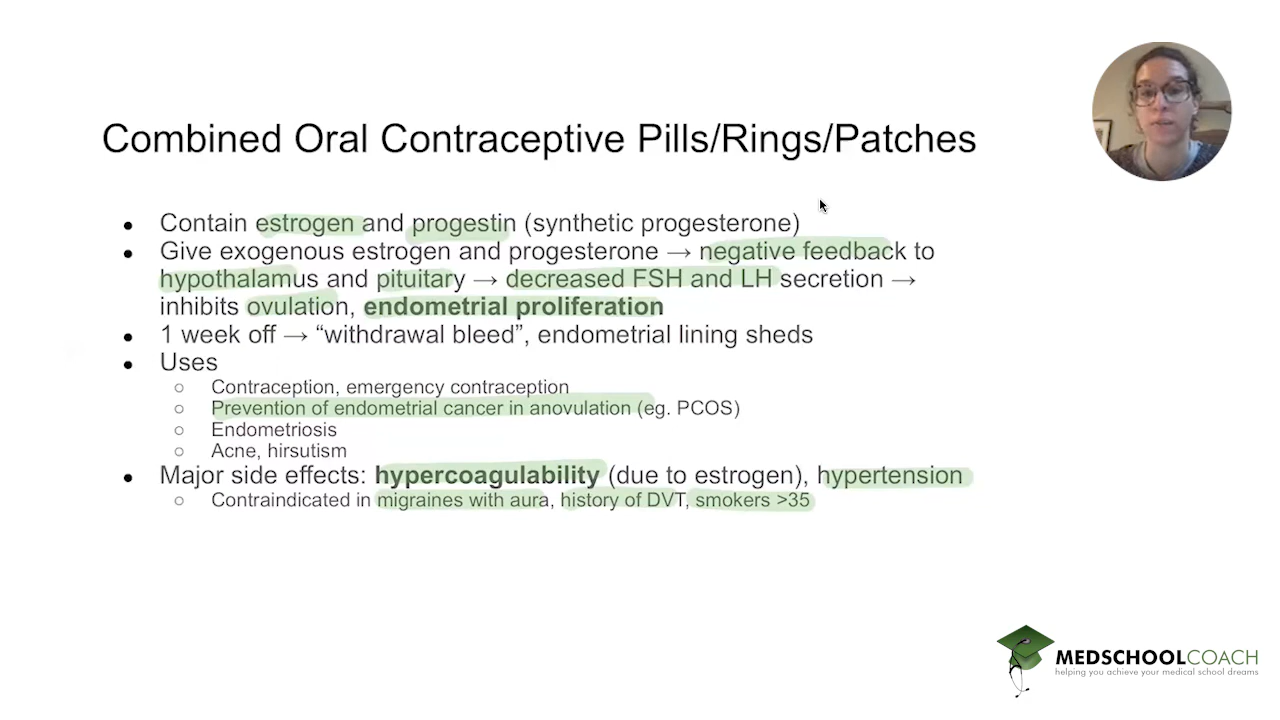 Combined Oral Contraceptive Pills/Rings/Patches
● Contain estrogen and progestin (synthetic progesterone)
● Give exogenous estrogen and progesterone → negative feedback to
hypothalamus and pituitary → decreased FSH and LH secretion →
inhibits ovulation, endometrial proliferation
● 1 week off → “withdrawal bleed”, endometrial lining sheds
● Uses
○ Contraception, emergency contraception
○ Prevention of endometrial cancer in anovulation (eg. PCOS)
○ Endometriosis
○ Acne, hirsutism
● Major side effects: hypercoagulability (due to estrogen), hypertension
○ Contraindicated in migraines with aura, history of DVT, smokers >35
MEDSCHOOLCOACH
helping you achieve your medical school dreams